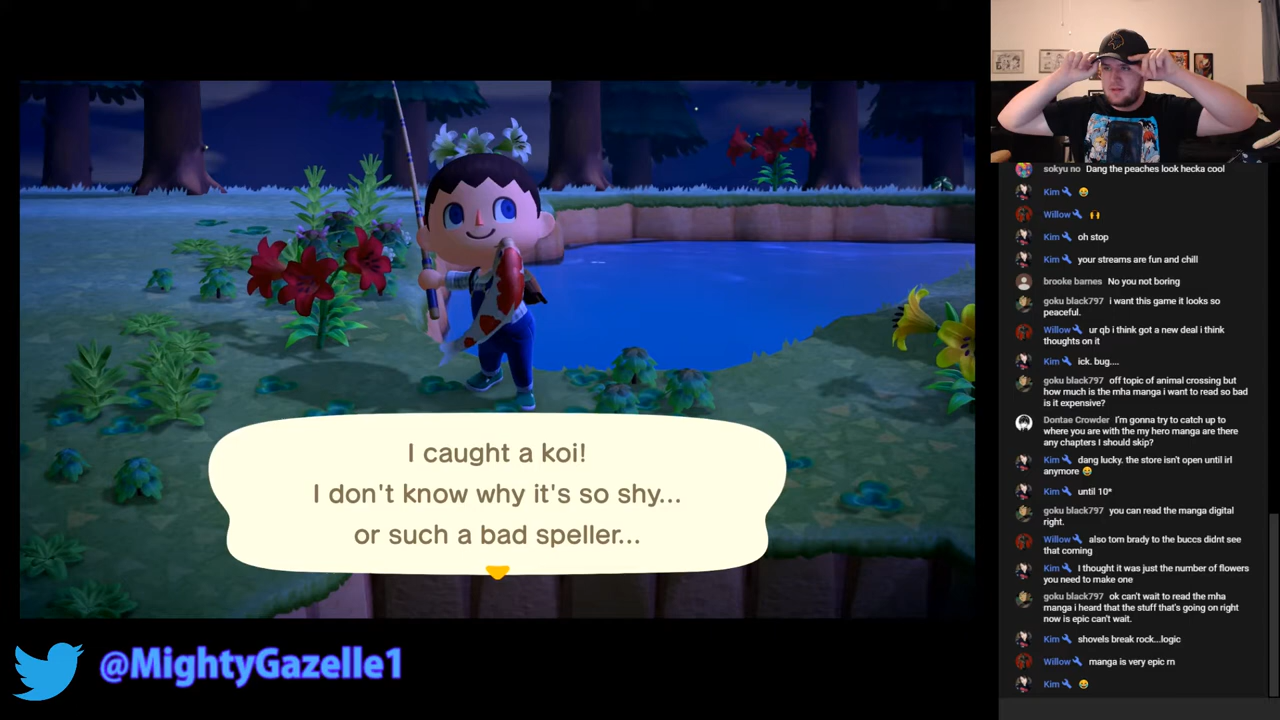 I caught a koi!
I don't know why it's so shy...
or such a bad speller...
@MightyGazelle1
sokyu no Dang the peaches look hecka cool
Kim 😅
Willow 🙌
Kim oh stop
Kim your streams are fun and chill
brooke barnes No you not boring
goku black797 i want this game it looks so
peaceful.
Willow ur qb i think got a new deal i think
thoughts on it
Kim ick. bug....
goku black797 off topic of animal crossing but
how much is the mha manga i want to read so bad
is it expensive?
Dontae Crowder I'm gonna try to catch up to
where you are with the my hero manga are there
any chapters I should skip?
Kim dang lucky. the store isn't open until irl
anymore 😅
Kim until 10*
goku black797 you can read the manga digital
right.
Willow also tom brady to the buccs didnt see
that coming
Kim I thought it was just the number of flowers
you need to make one
goku black797 ok can't wait to read the mha
manga i heard that the stuff that's going on right
now is epic can't wait.
Kim shovels break rock...logic
Willow manga is very epic rn
Kim 😅